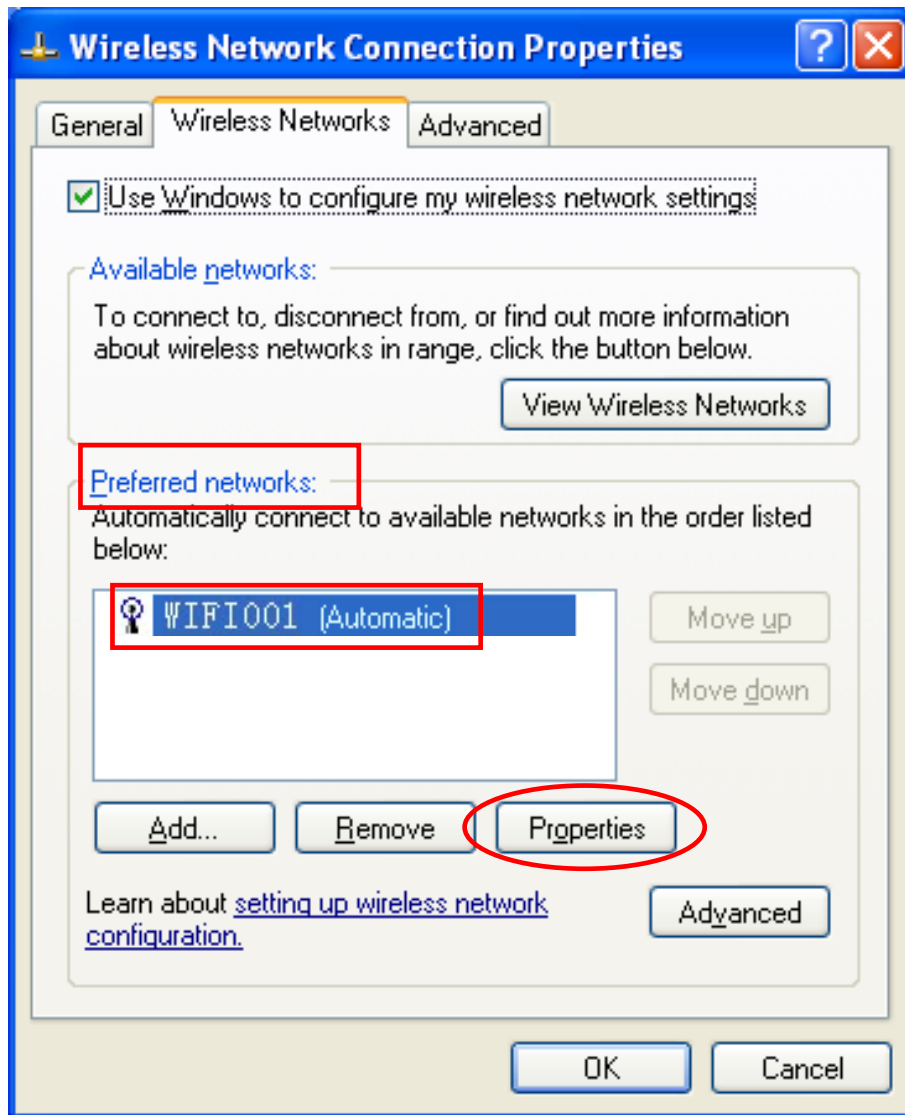 Wireless Network Connection Properties
General Wireless Networks Advanced
Use Windows to configure my wireless network settings
Available networks:
To connect to, disconnect from, or find out more information
about wireless networks in range, click the button below.
View Wireless Networks
Preferred networks:
Automatically connect to available networks in the order listed
below:
WIFI001 (Automatic)
Move up
Move down
Add... Remove Properties
Learn about setting up wireless network
configuration.
Advanced
OK Cancel